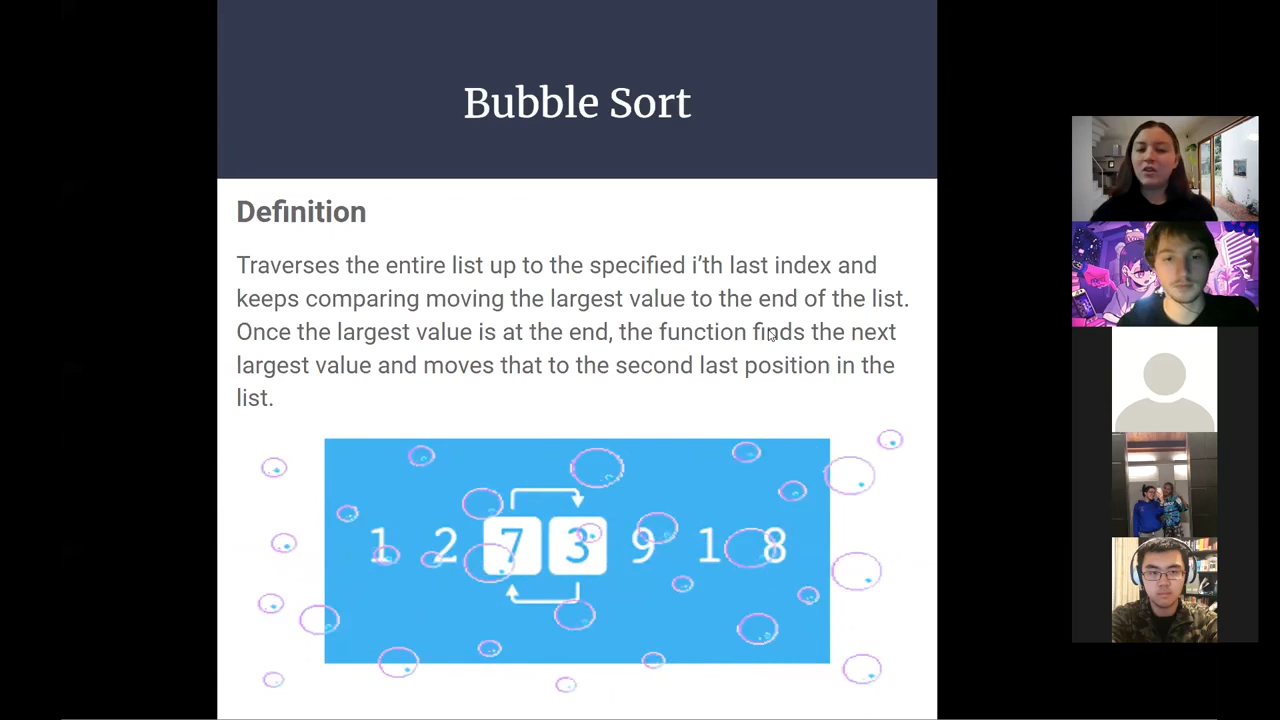 Bubble Sort
Definition
Traverses the entire list up to the specified i’th last index and
keeps comparing moving the largest value to the end of the list.
Once the largest value is at the end, the function finds the next
largest value and moves that to the second last position in the
list.
1 2 7 3 9 1 8